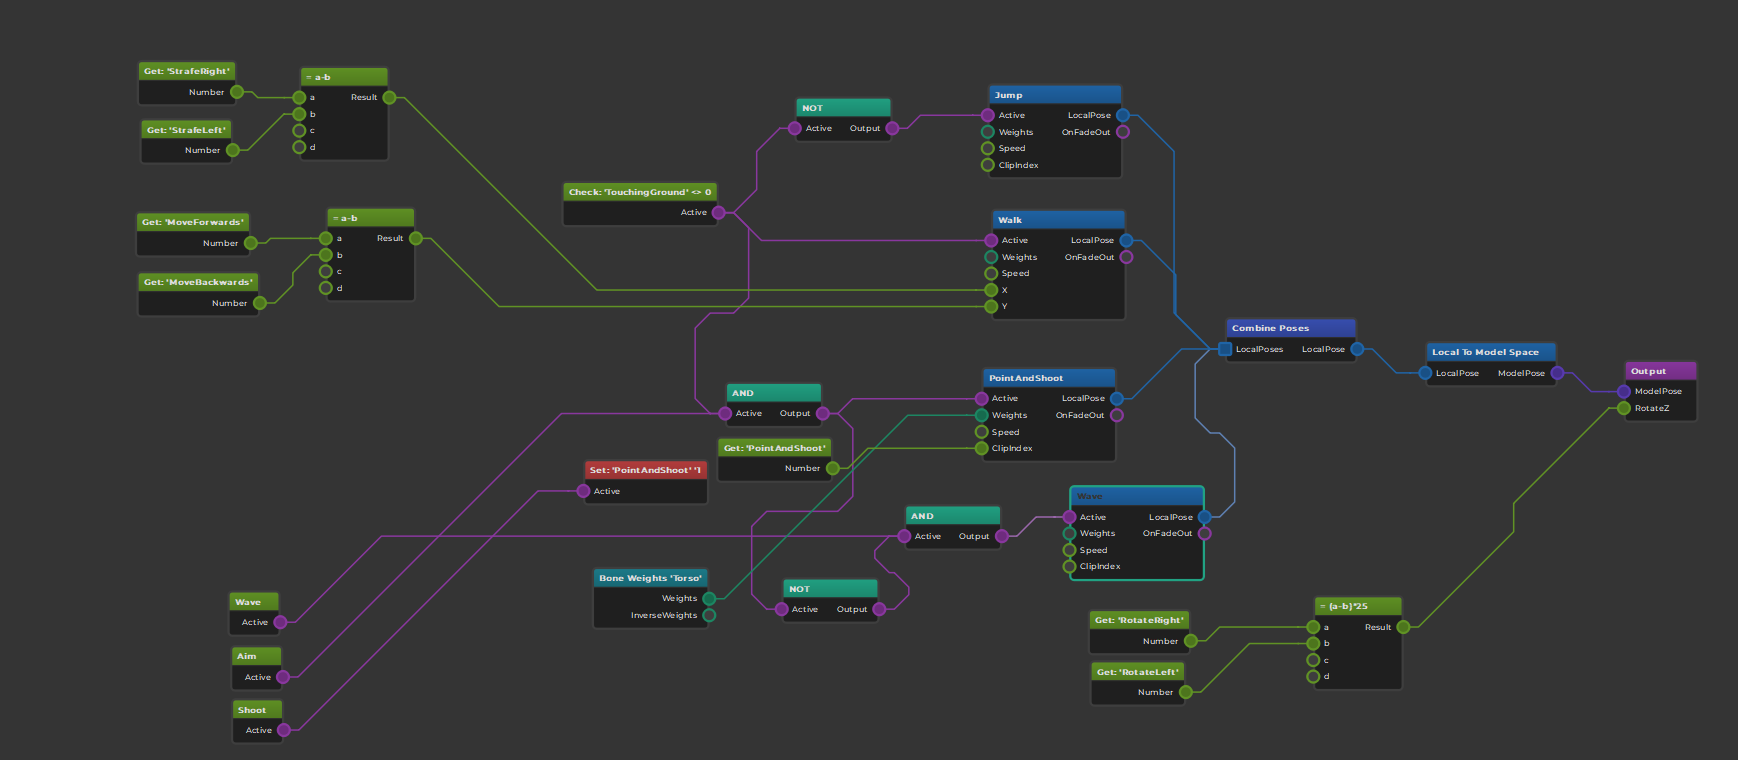 Get: 'StrafeRight'
Number
Get: 'StrafeLeft'
Number
= a-b
a Result
b
c
d
Get: 'MoveForwards'
Number
Get: 'MoveBackwards'
Number
= a-b
a Result
b
c
d
NOT
Active Output
Check: 'TouchingGround' <> 0
Active
Jump
Active LocalPose
Weights OnFadeOut
Speed
ClipIndex
Walk
Active LocalPose
Weights OnFadeOut
Speed
X
Y
Combine Poses
LocalPoses LocalPose
Local To Model Space
LocalPose ModelPose
Output
ModelPose
RotateZ
AND
Active Output
PointAndShoot
Active LocalPose
Weights OnFadeOut
Speed
ClipIndex
Get: 'PointAndShoot'
Number
Set: 'PointAndShoot' '1
Active
AND
Active Output
Wave
Active LocalPose
Weights OnFadeOut
Speed
ClipIndex
Bone Weights 'Torso'
Weights
InverseWeights
NOT
Active Output
Wave
Active
Aim
Active
Shoot
Active
Get: 'RotateRight'
Number
Get: 'RotateLeft'
Number
= (a-b)*25
a Result
b
c
d